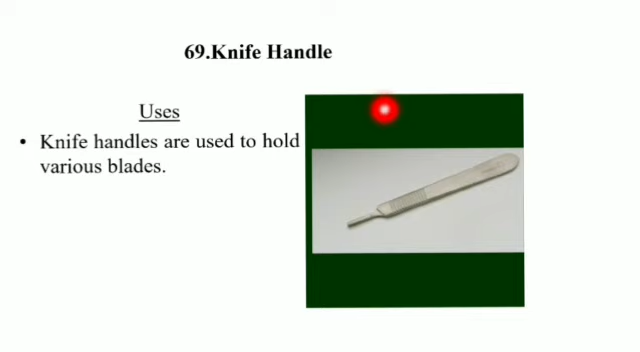 69.Knife Handle
Uses
• Knife handles are used to hold
various blades.